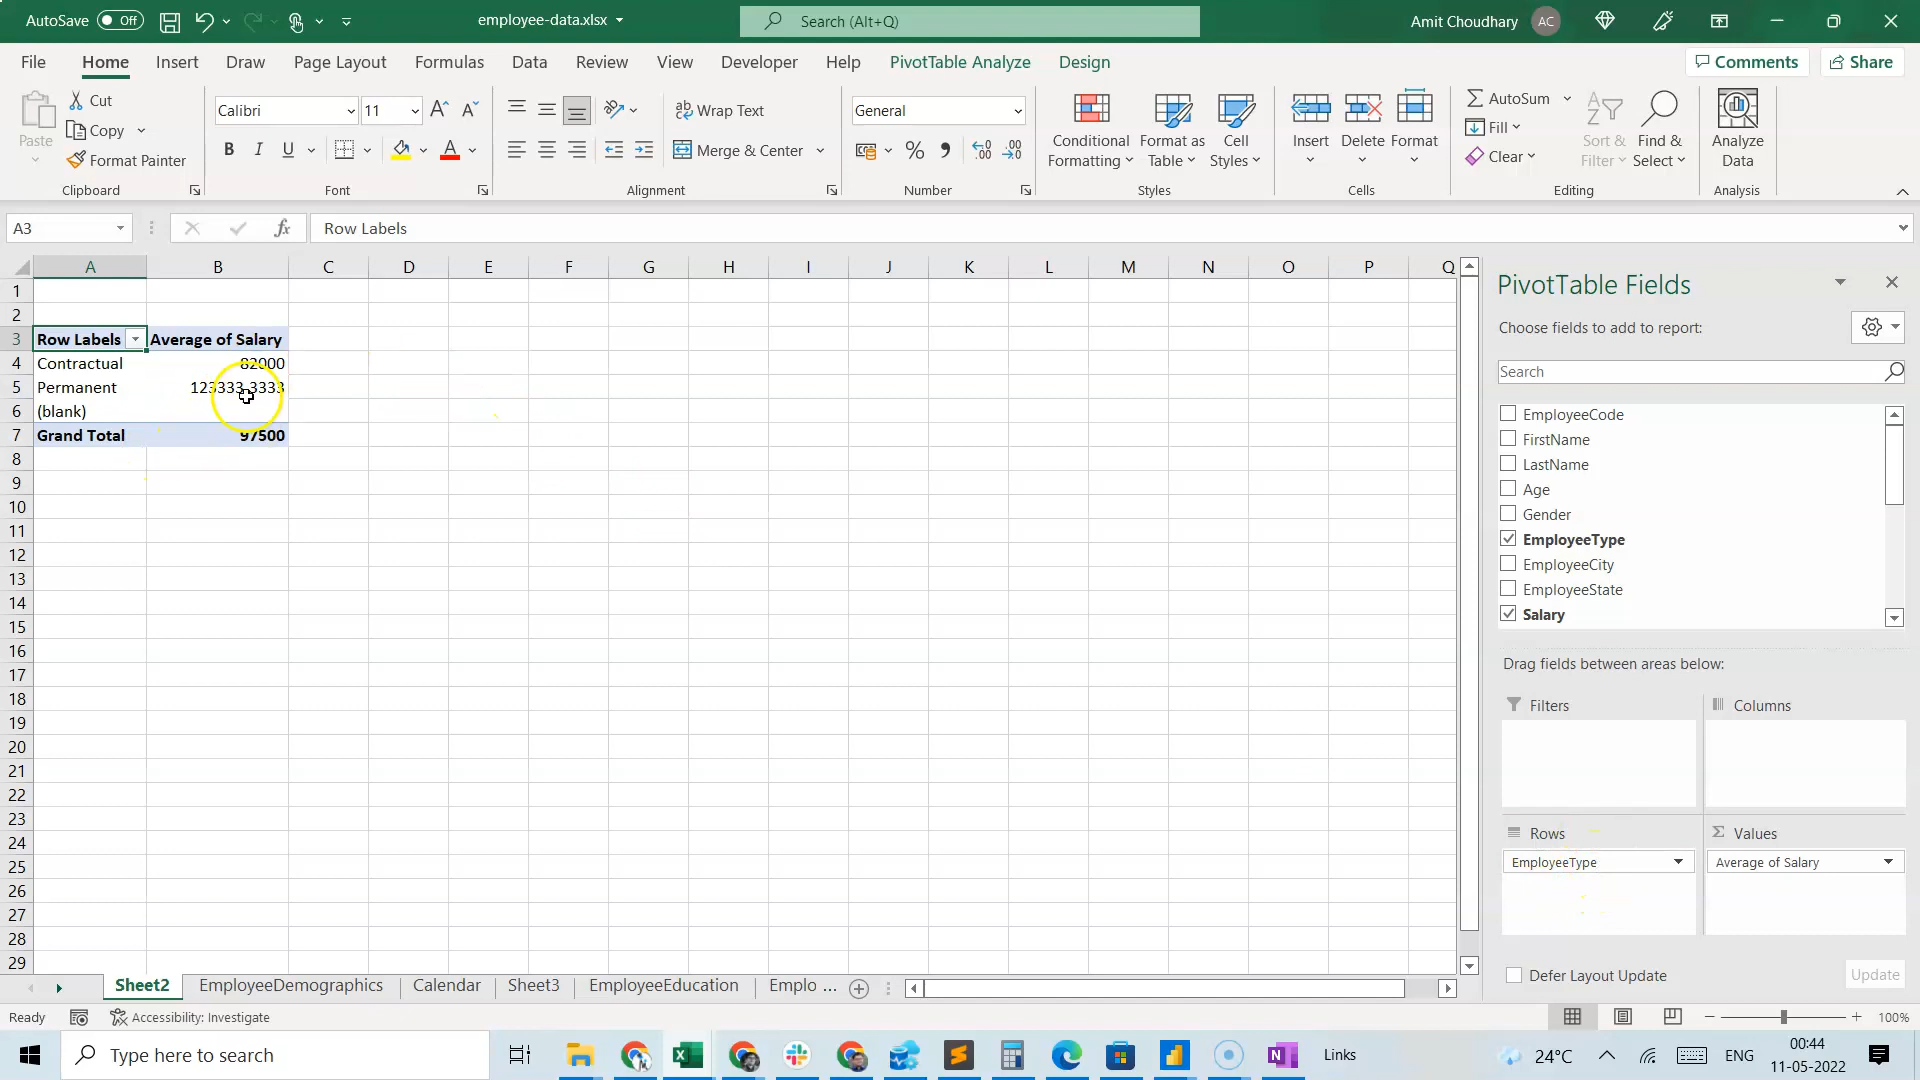 AutoSave Off employee-data.xlsx Search (Alt+Q) Amit Choudhary AC
File Home Insert Draw Page Layout Formulas Data Review View Developer Help PivotTable Analyze Design Comments Share
Paste Cut Copy Format Painter
Clipboard
Calibri 11
B I U A
Font
ab Wrap Text
Merge & Center
Alignment
General
% 9
Number
Conditional Formatting Format as Table Cell Styles
Styles
Insert Delete Format
Cells
AutoSum
Fill
Clear
Sort & Filter Find & Select
Editing
Analyze Data
Analysis
A3 fx Row Labels
A B C D E F G H I J K L M N O P Q
1
2
3 Row Labels Average of Salary
4 Contractual 82000
5 Permanent 123333.3333
6 (blank)
7 Grand Total 97500
8
9
10
11
12
13
14
15
16
17
18
19
20
21
22
23
24
25
26
27
28
29
PivotTable Fields
Choose fields to add to report:
Search
EmployeeCode
FirstName
LastName
Age
Gender
EmployeeType
EmployeeCity
EmployeeState
Salary
Drag fields between areas below:
Filters Columns
Rows Values
EmployeeType Average of Salary
Defer Layout Update Update
Sheet2 EmployeeDemographics Calendar Sheet3 EmployeeEducation Emplo ...
Ready Accessibility: Investigate 100%
Type here to search Links 24°C ENG 00:44
11-05-2022